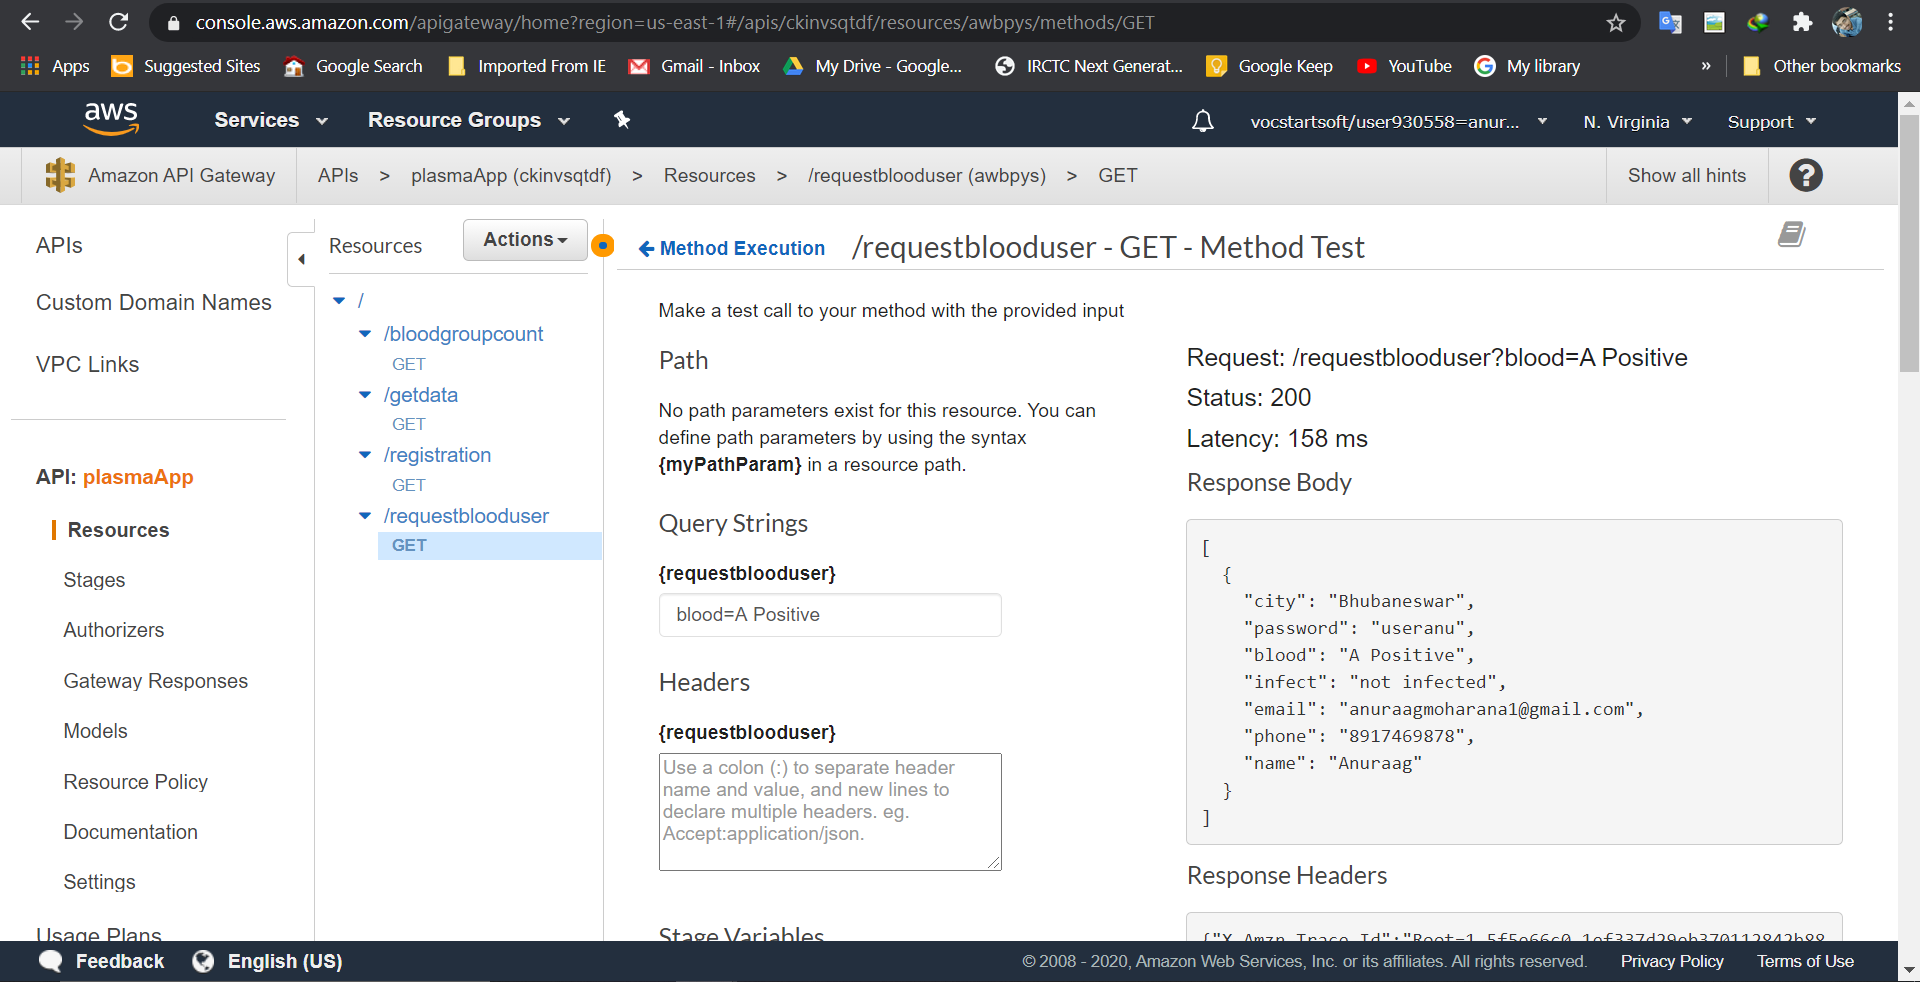 console.aws.amazon.com/apigateway/home?region=us-east-1#/apis/ckinvsqtdf/resources/awbpys/methods/GET
Apps Suggested Sites Google Search Imported From IE Gmail - Inbox My Drive - Google... IRCTC Next Generat... Google Keep YouTube My library » Other bookmarks
aws Services Resource Groups vocstartsoft/user930558=anur... N. Virginia Support
Amazon API Gateway APIs > plasmaApp (ckinvsqtdf) > Resources > /requestblooduser (awbpys) > GET Show all hints ?
APIs
Custom Domain Names
VPC Links
API: plasmaApp
Resources
Stages
Authorizers
Gateway Responses
Models
Resource Policy
Documentation
Settings
Usage Plans
Resources Actions
/
/bloodgroupcount
GET
/getdata
GET
/registration
GET
/requestblooduser
GET
Method Execution /requestblooduser - GET - Method Test
Make a test call to your method with the provided input
Path
No path parameters exist for this resource. You can
define path parameters by using the syntax
{myPathParam} in a resource path.
Query Strings
{requestblooduser}
blood=A Positive
Headers
{requestblooduser}
Use a colon (:) to separate header
name and value, and new lines to
declare multiple headers. eg.
Accept:application/json.
Stage Variables
Request: /requestblooduser?blood=A Positive
Status: 200
Latency: 158 ms
Response Body
[
{
"city": "Bhubaneswar",
"password": "useranu",
"blood": "A Positive",
"infect": "not infected",
"email": "anuraagmoharana1@gmail.com",
"phone": "8917469878",
"name": "Anuraag"
}
]
Response Headers
Feedback English (US) © 2008 - 2020, Amazon Web Services, Inc. or its affiliates. All rights reserved. Privacy Policy Terms of Use